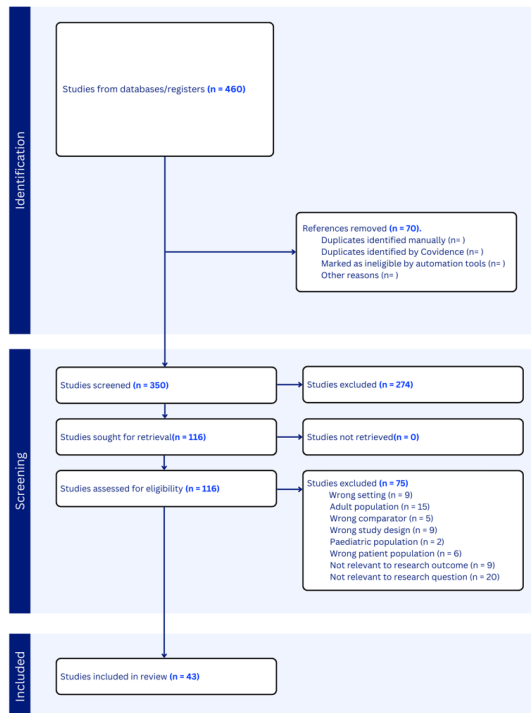 Identification
Studies from databases/registers (n = 460)
References removed (n = 70).
Duplicates identified manually (n= )
Duplicates identified by Covidence (n= )
Marked as ineligible by automation tools (n= )
Other reasons (n= )
Screening
Studies screened (n = 350)
Studies excluded (n = 274)
Studies sought for retrieval(n = 116)
Studies not retrieved(n = 0)
Studies assessed for eligibility (n = 116)
Studies excluded (n = 75)
Wrong setting (n = 9)
Adult population (n = 15)
Wrong comparator (n = 5)
Wrong study design (n = 9)
Paediatric population (n = 2)
Wrong patient population (n = 6)
Not relevant to research outcome (n = 9)
Not relevant to research question (n = 20)
Included
Studies included in review (n = 43)